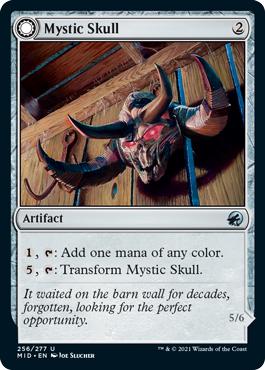 Mystic Skull 2
Artifact
1, T: Add one mana of any color.
5, T: Transform Mystic Skull.
It waited on the barn wall for decades,
forgotten, looking for the perfect
opportunity.
5/6
256/277 U
MID • EN Joe Slucher
™ & © 2021 Wizards of the Coast